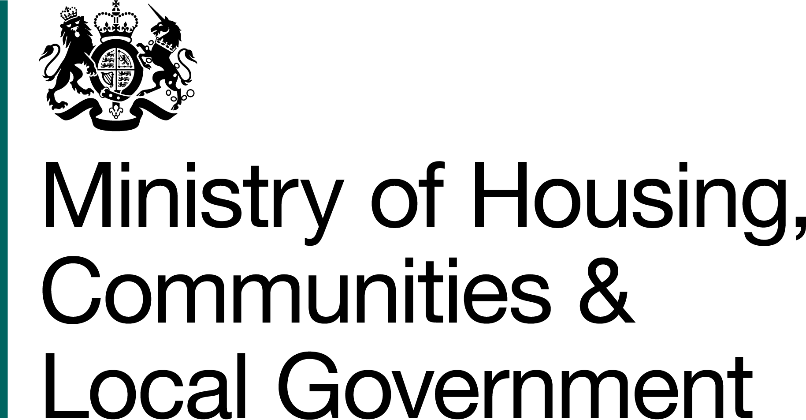 Ministry of Housing,
Communities &
Local Government